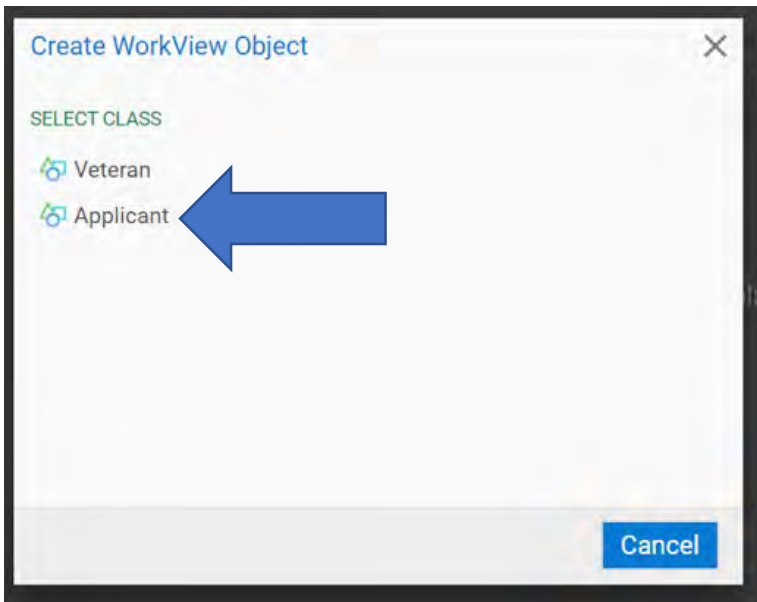 Create WorkView Object
SELECT CLASS
Veteran
Applicant
Cancel